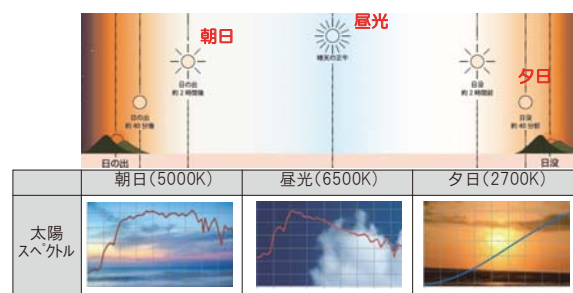 朝日
昼光
夕日
晴天の正午
日の出
約2時間後
日没
約2時間前
日の出
約40分後
日没
約40分前
日の出
日没
朝日(5000K)
昼光(6500K)
夕日(2700K)
太陽
スペクトル